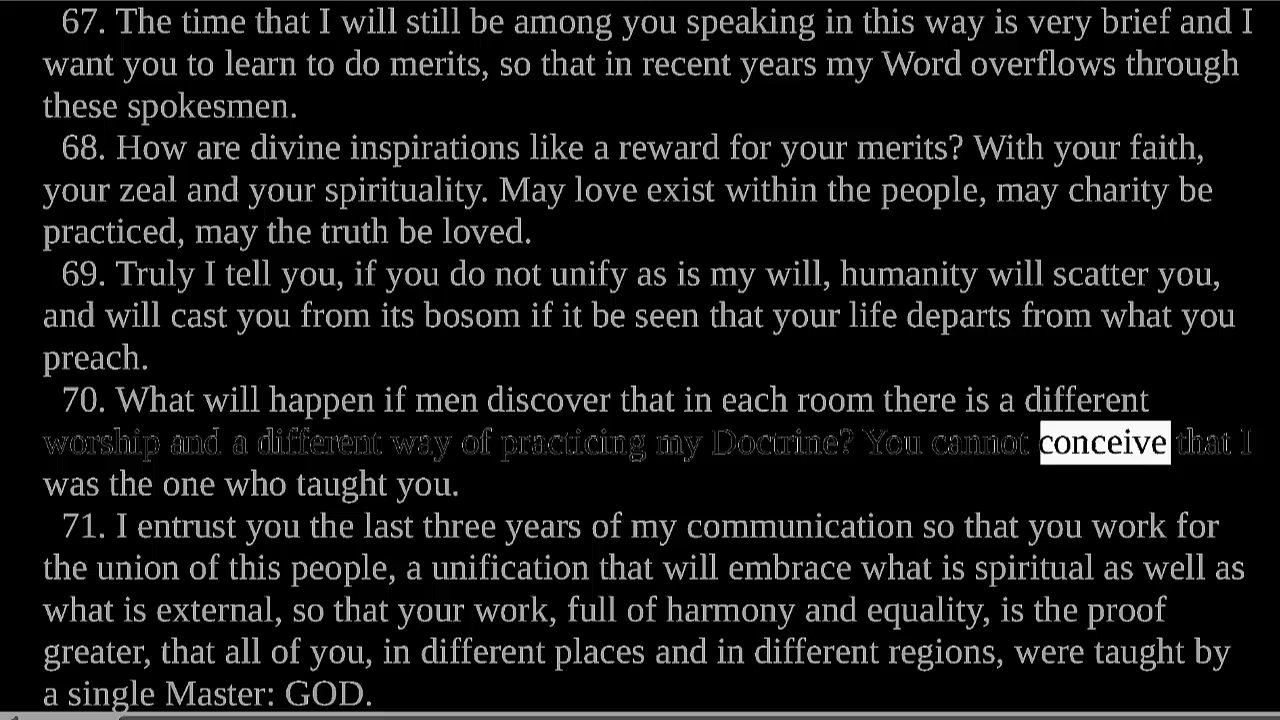 67. The time that I will still be among you speaking in this way is very brief and I
want you to learn to do merits, so that in recent years my Word overflows through
these spokesmen.
68. How are divine inspirations like a reward for your merits? With your faith,
your zeal and your spirituality. May love exist within the people, may charity be
practiced, may the truth be loved.
69. Truly I tell you, if you do not unify as is my will, humanity will scatter you,
and will cast you from its bosom if it be seen that your life departs from what you
preach.
70. What will happen if men discover that in each room there is a different
worship and a different way of practicing my Doctrine? You cannot conceive that I
was the one who taught you.
71. I entrust you the last three years of my communication so that you work for
the union of this people, a unification that will embrace what is spiritual as well as
what is external, so that your work, full of harmony and equality, is the proof
greater, that all of you, in different places and in different regions, were taught by
a single Master: GOD.